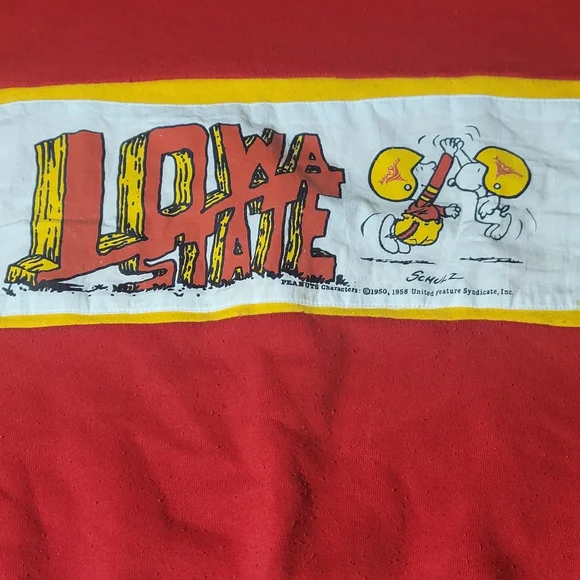 IOWA
STATE
SCHULZ
PEANUTS Characters: ©1950, 1958 United Feature Syndicate, Inc.